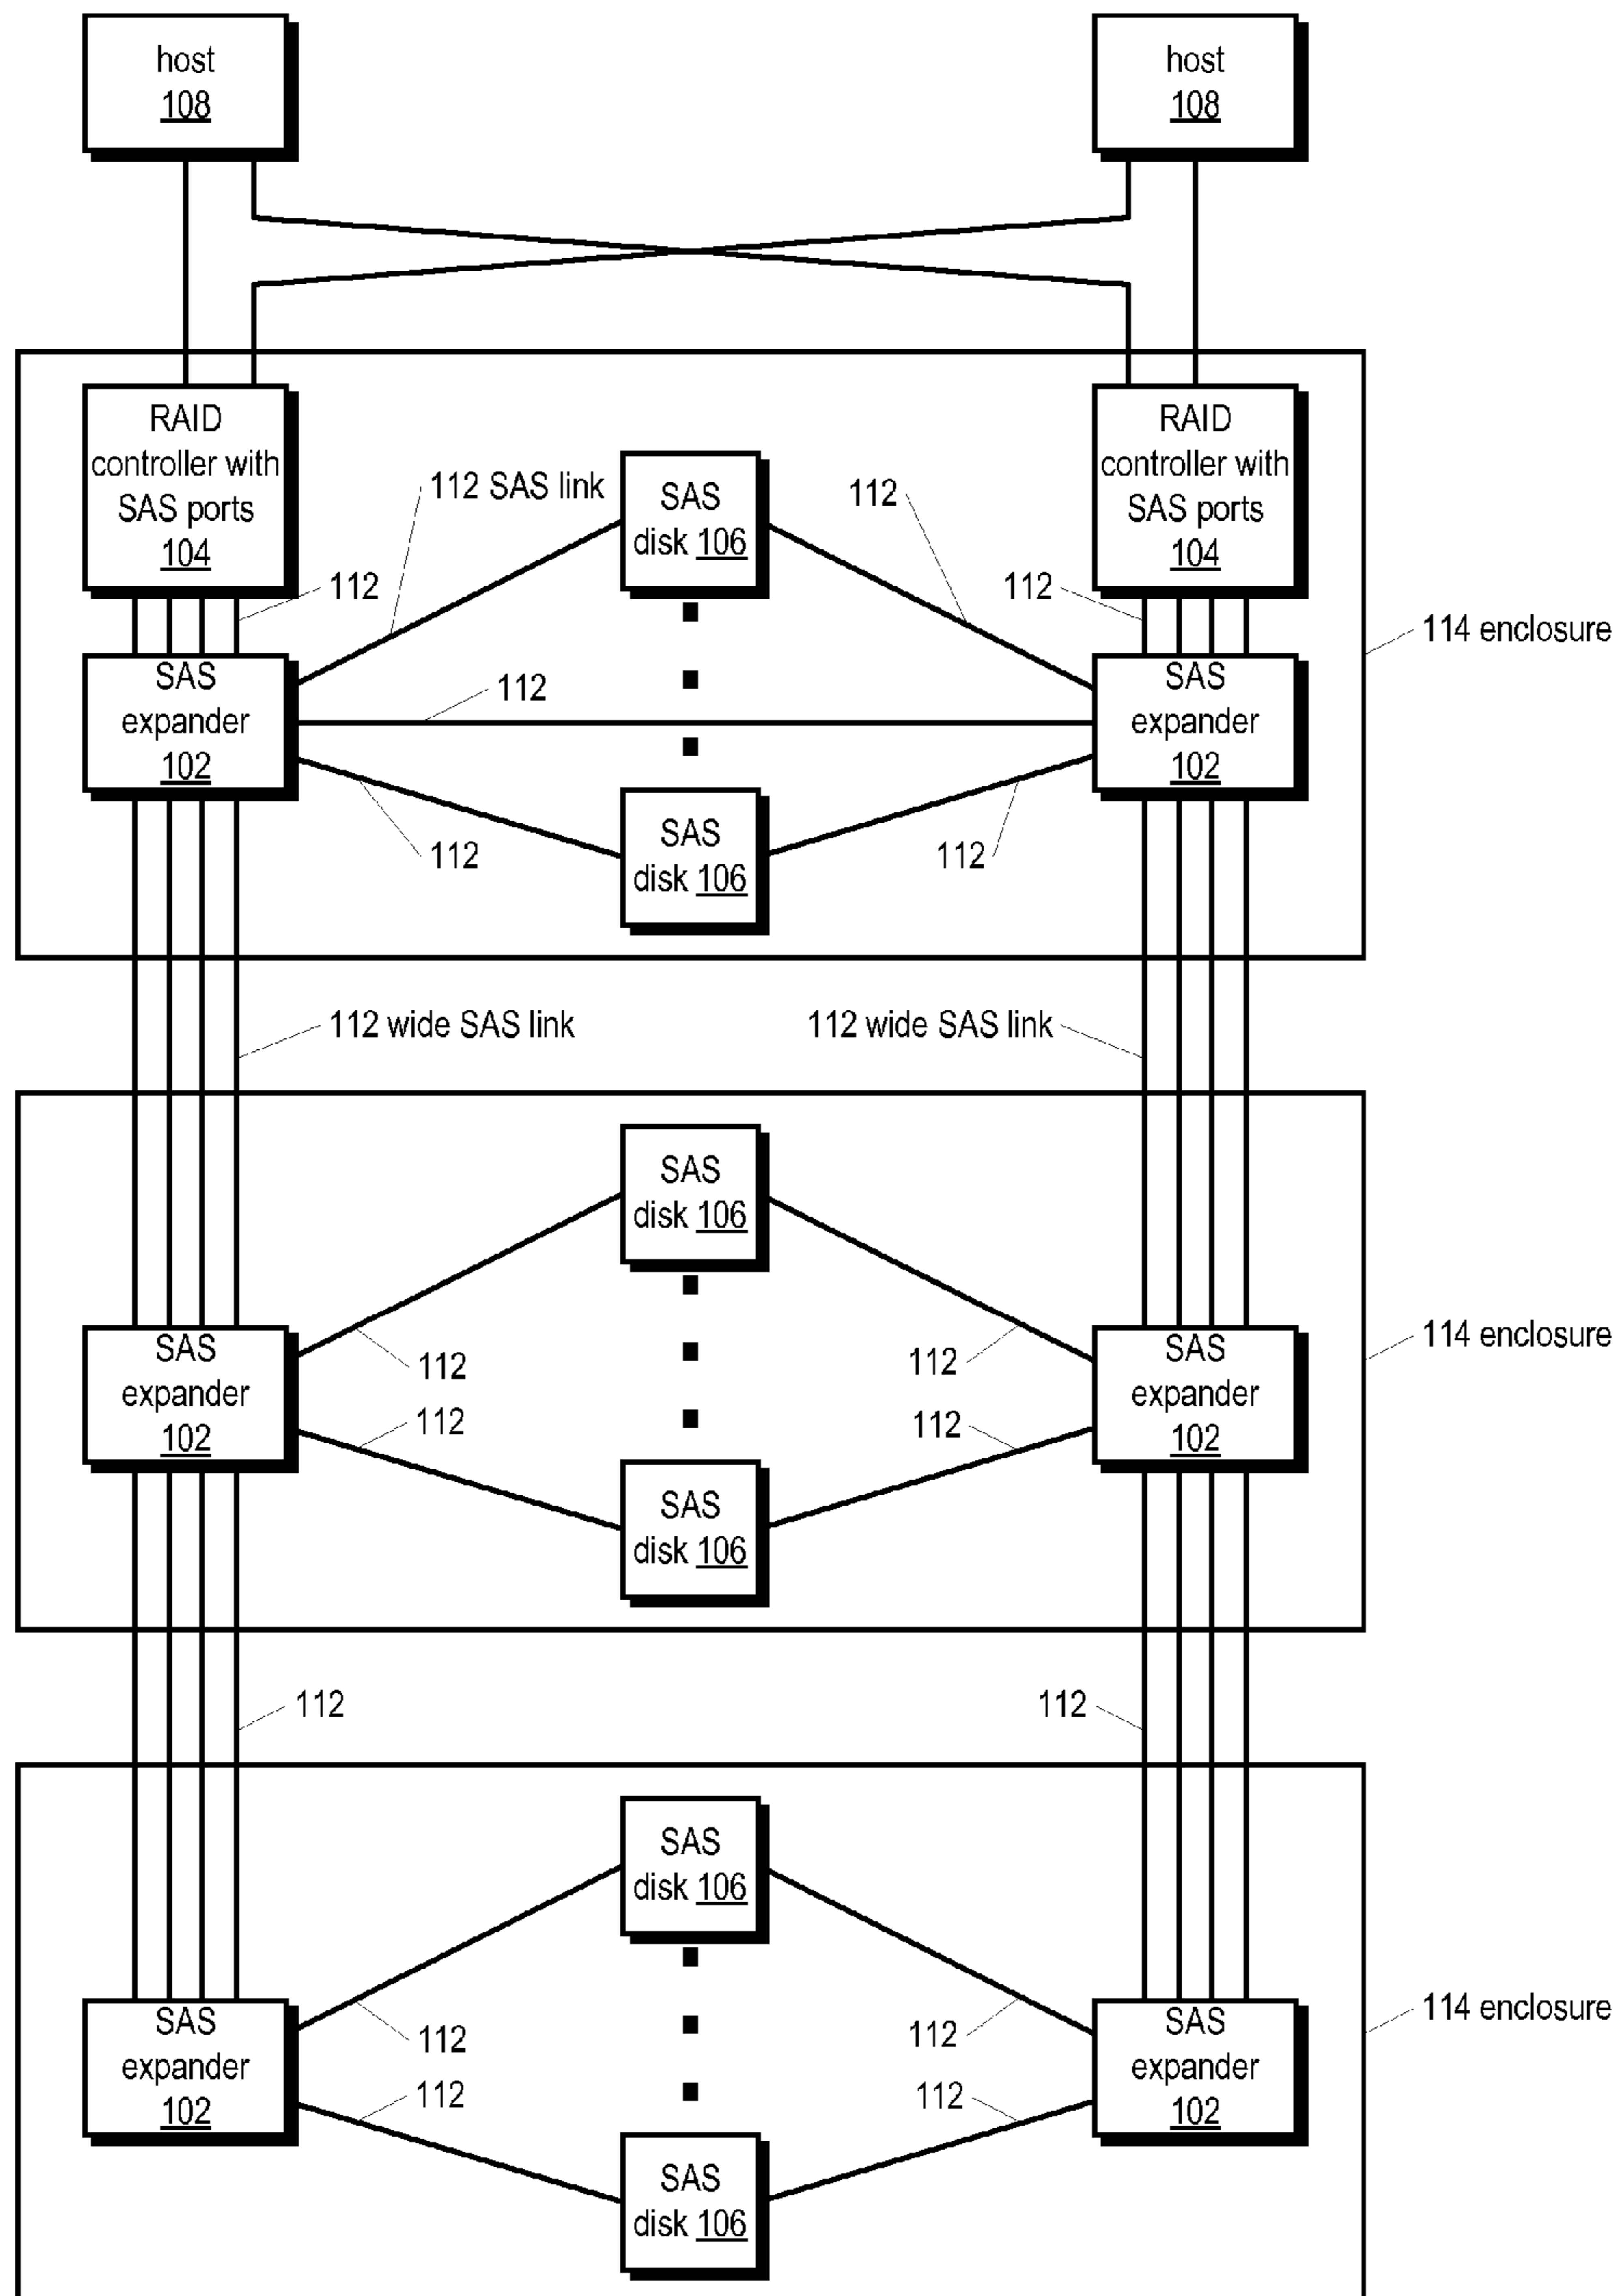 host
108
host
108
RAID
controller with
SAS ports
104
RAID
controller with
SAS ports
104
112 SAS link
SAS
disk 106
112
112
112
114 enclosure
SAS
expander
102
112
SAS
expander
102
112
SAS
disk 106
112
112 wide SAS link
112 wide SAS link
SAS
disk 106
SAS
expander
102
112
112
SAS
expander
102
114 enclosure
112
112
SAS
disk 106
112
112
SAS
disk 106
SAS
expander
102
112
112
SAS
expander
102
114 enclosure
112
112
SAS
disk 106